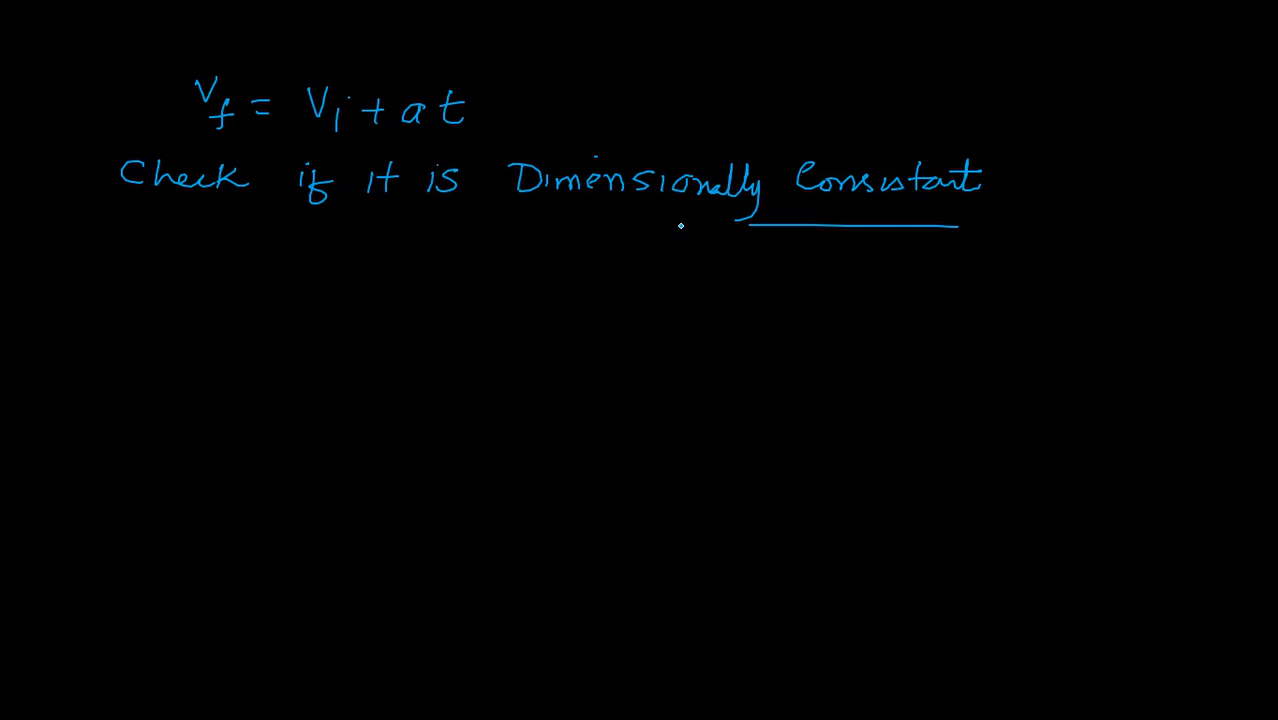 Vf = Vi + at
Check if it is Dimensionally Consistant